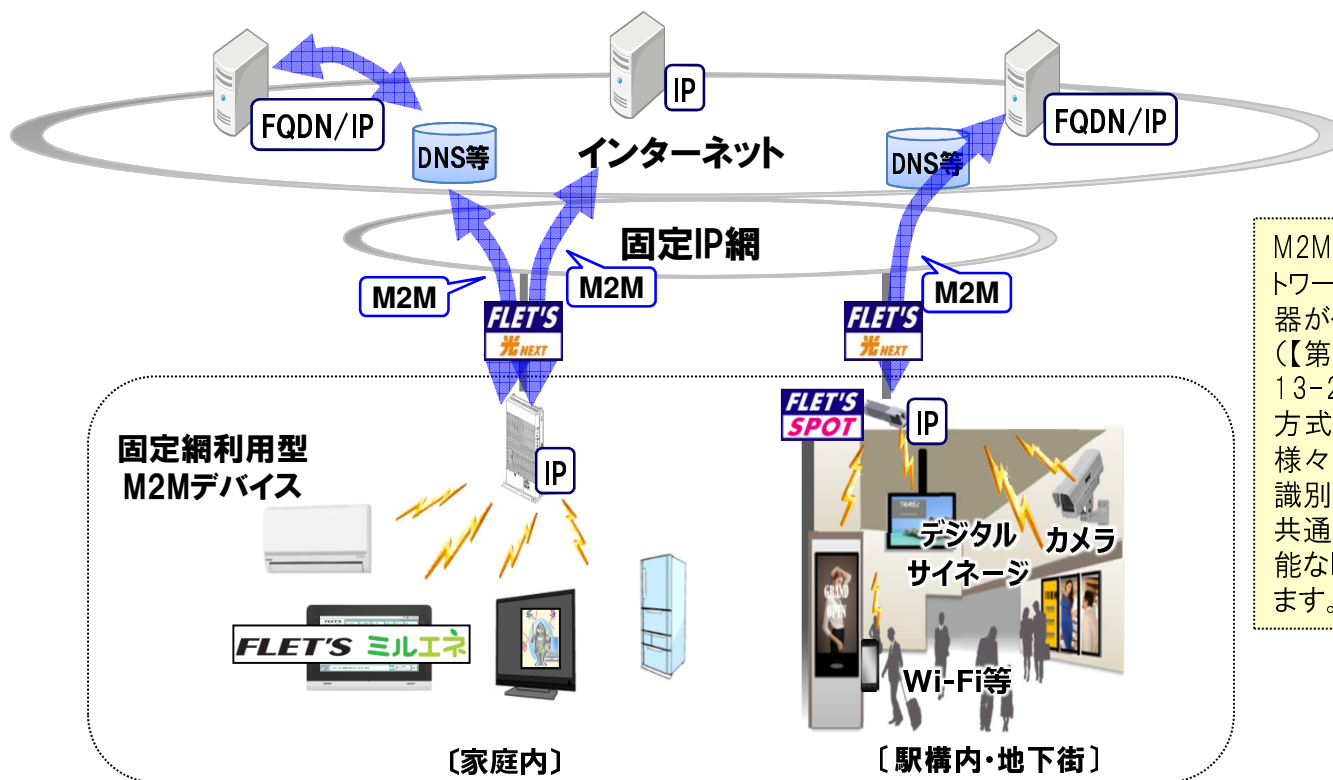 IP
FQDN/IP
FQDN/IP
DNS等
インターネット
DNS等
固定IP網
M2M
M2M
M2M
FLET'S
光NEXT
FLET'S
光NEXT
固定網利用型
M2Mデバイス
IP
FLET'S
SPOT
IP
デジタル
サイネージ
カメラ
GRAND
OPEN
FLET'S ミルエネ
Wi-Fi等
〔家庭内〕
〔駅構内・地下街〕
M2M
トワー
器が
(【第
13-2
方式
様々
識別
共通
能な
ます。